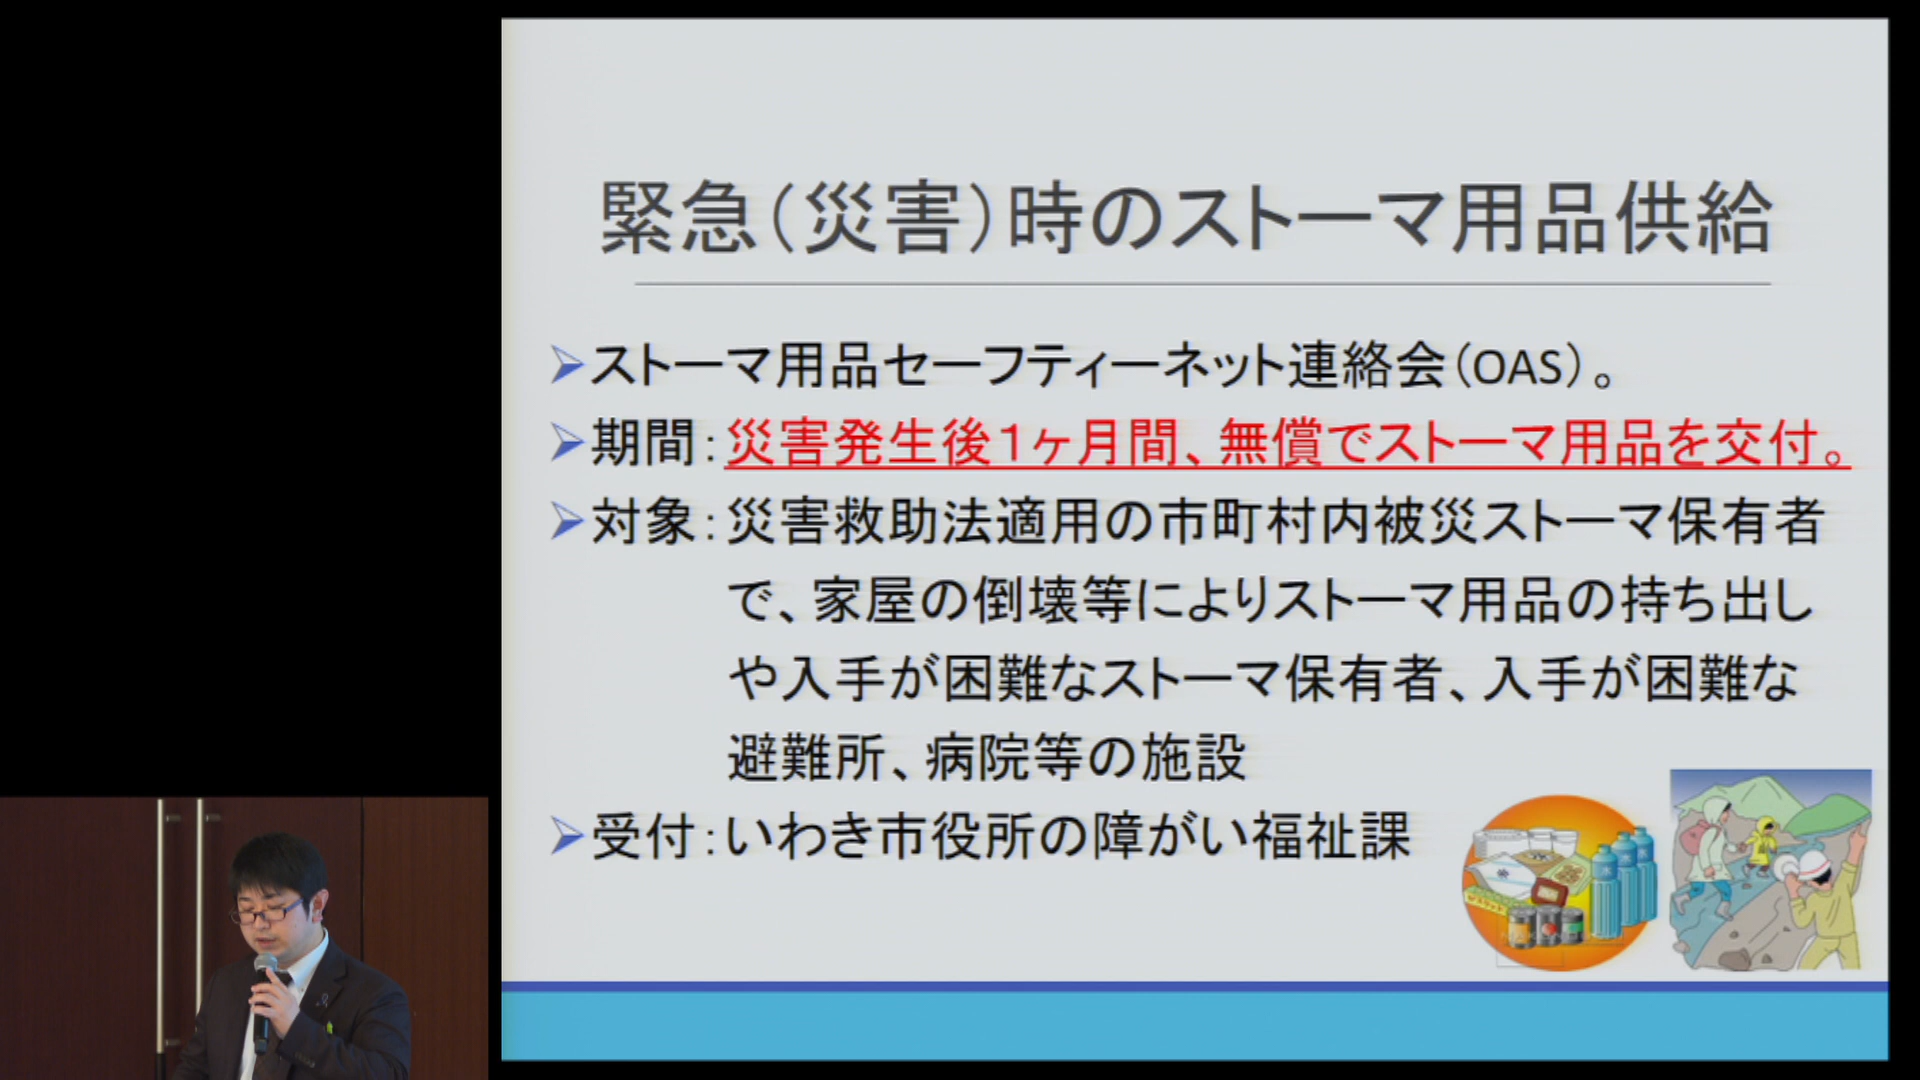 緊急（災害）時のストーマ用品供給
ストーマ用品セーフティーネット連絡会（OAS）。
期間：災害発生後１ヶ月間、無償でストーマ用品を交付。
対象：災害救助法適用の市町村内被災ストーマ保有者
で、家屋の倒壊等によりストーマ用品の持ち出し
や入手が困難なストーマ保有者、入手が困難な
避難所、病院等の施設
受付：いわき市役所の障がい福祉課